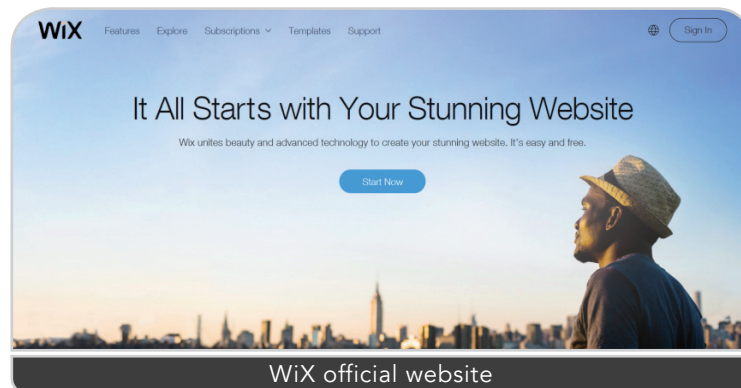 WiX Features Explore Subscriptions Templates Support Sign In
It All Starts with Your Stunning Website
Wix unites beauty and advanced technology to create your stunning website. It's easy and free.
Start Now
WiX official website